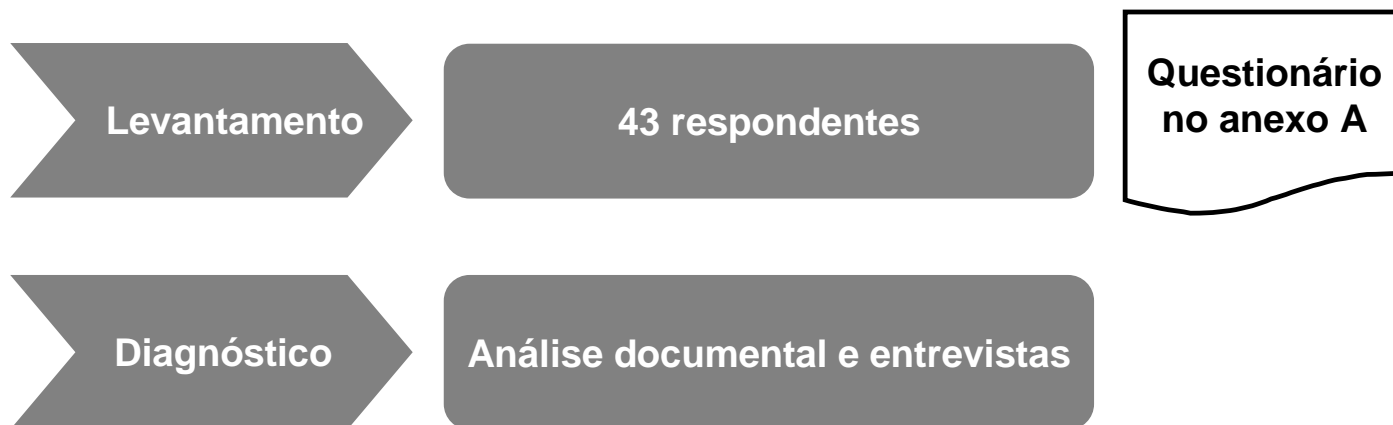 Levantamento
43 respondentes
Questionário
no anexo A
Diagnóstico
Análise documental e entrevistas